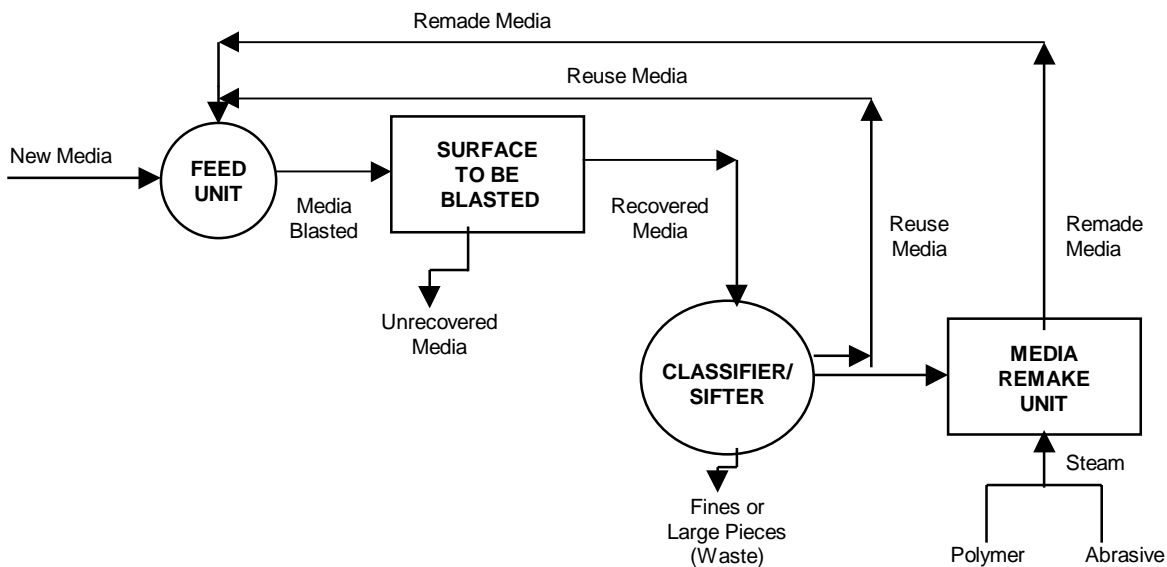 Remade Media
Reuse Media
New Media
FEED
UNIT
Media
Blasted
SURFACE
TO BE
BLASTED
Recovered
Media
Unrecovered
Media
Reuse
Media
Remade
Media
CLASSIFIER/
SIFTER
MEDIA
REMAKE
UNIT
Steam
Fines or
Large Pieces
(Waste)
Polymer
Abrasive